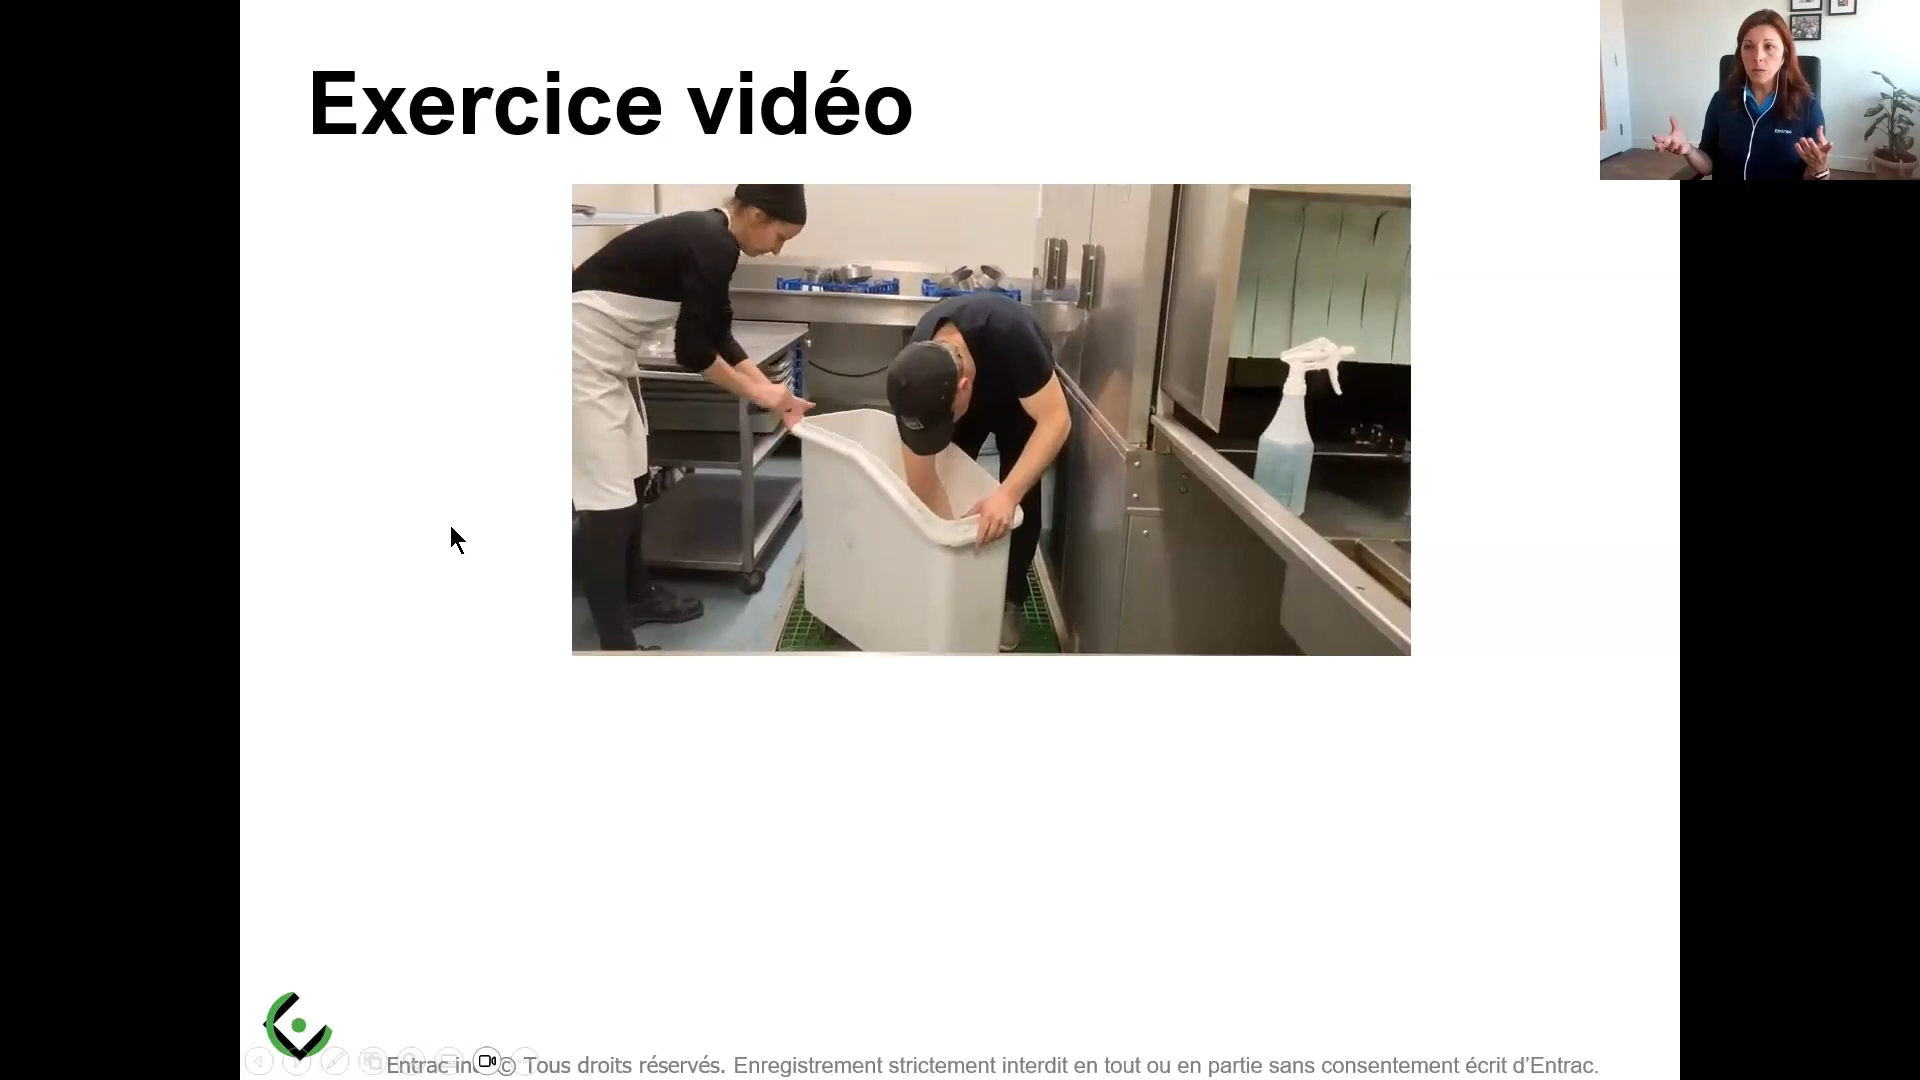 Exercice vidéo
Entrac
Entrac inc. © Tous droits réservés. Enregistrement strictement interdit en tout ou en partie sans consentement écrit d’Entrac.